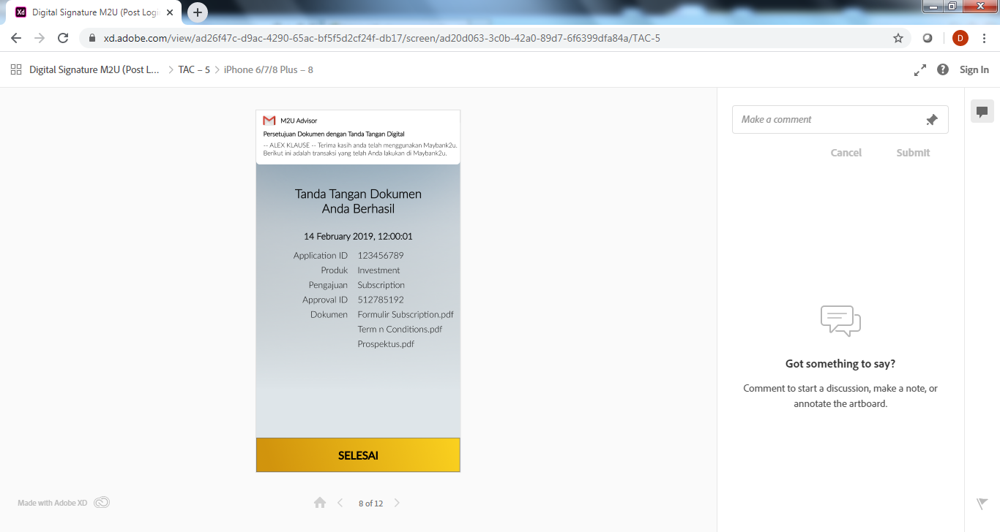 Digital Signature M2U (Post Logi
xd.adobe.com/view/ad26f47c-d9ac-4290-65ac-bf5f5d2cf24f-db17/screen/ad20d063-3c0b-42a0-89d7-6f6399dfa84a/TAC-5
D
Digital Signature M2U (Post L... > TAC – 5 > iPhone 6/7/8 Plus – 8
Sign In
M2U Advisor
Persetujuan Dokumen dengan Tanda Tangan Digital
-- ALEX KLAUSE -- Terima kasih anda telah menggunakan Maybank2u.
Berikut ini adalah transaksi yang telah Anda lakukan di Maybank2u.
Tanda Tangan Dokumen
Anda Berhasil
14 February 2019, 12:00:01
Application ID 123456789
Produk Investment
Pengajuan Subscription
Approval ID 512785192
Dokumen Formulir Subscription.pdf
Term n Conditions.pdf
Prospektus.pdf
SELESAI
Made with Adobe XD
8 of 12
Make a comment
Cancel Submit
Got something to say?
Comment to start a discussion, make a note, or
annotate the artboard.